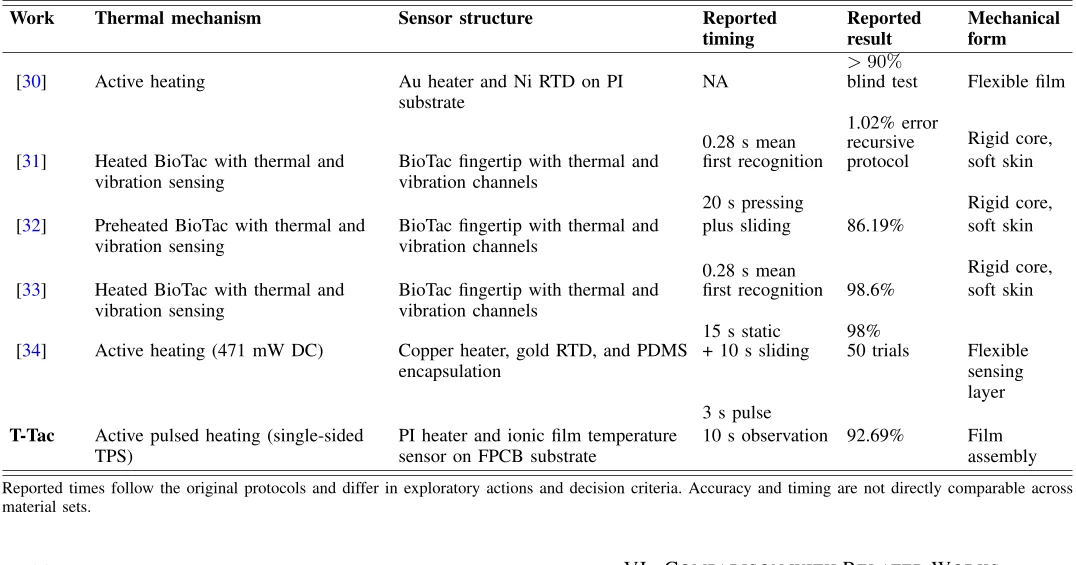 Work Thermal mechanism Sensor structure Reported timing Reported result Mechanical form
[30] Active heating Au heater and Ni RTD on PI substrate NA > 90% blind test Flexible film
[31] Heated BioTac with thermal and vibration sensing BioTac fingertip with thermal and vibration channels 0.28 s mean first recognition 1.02% error recursive protocol Rigid core, soft skin
[32] Preheated BioTac with thermal and vibration sensing BioTac fingertip with thermal and vibration channels 20 s pressing plus sliding 86.19% Rigid core, soft skin
[33] Heated BioTac with thermal and vibration sensing BioTac fingertip with thermal and vibration channels 0.28 s mean first recognition 98.6% Rigid core, soft skin
[34] Active heating (471 mW DC) Copper heater, gold RTD, and PDMS encapsulation 15 s static + 10 s sliding 98% 50 trials Flexible sensing layer
T-Tac Active pulsed heating (single-sided TPS) PI heater and ionic film temperature sensor on FPCB substrate 3 s pulse 10 s observation 92.69% Film assembly
Reported times follow the original protocols and differ in exploratory actions and decision criteria. Accuracy and timing are not directly comparable across
material sets.